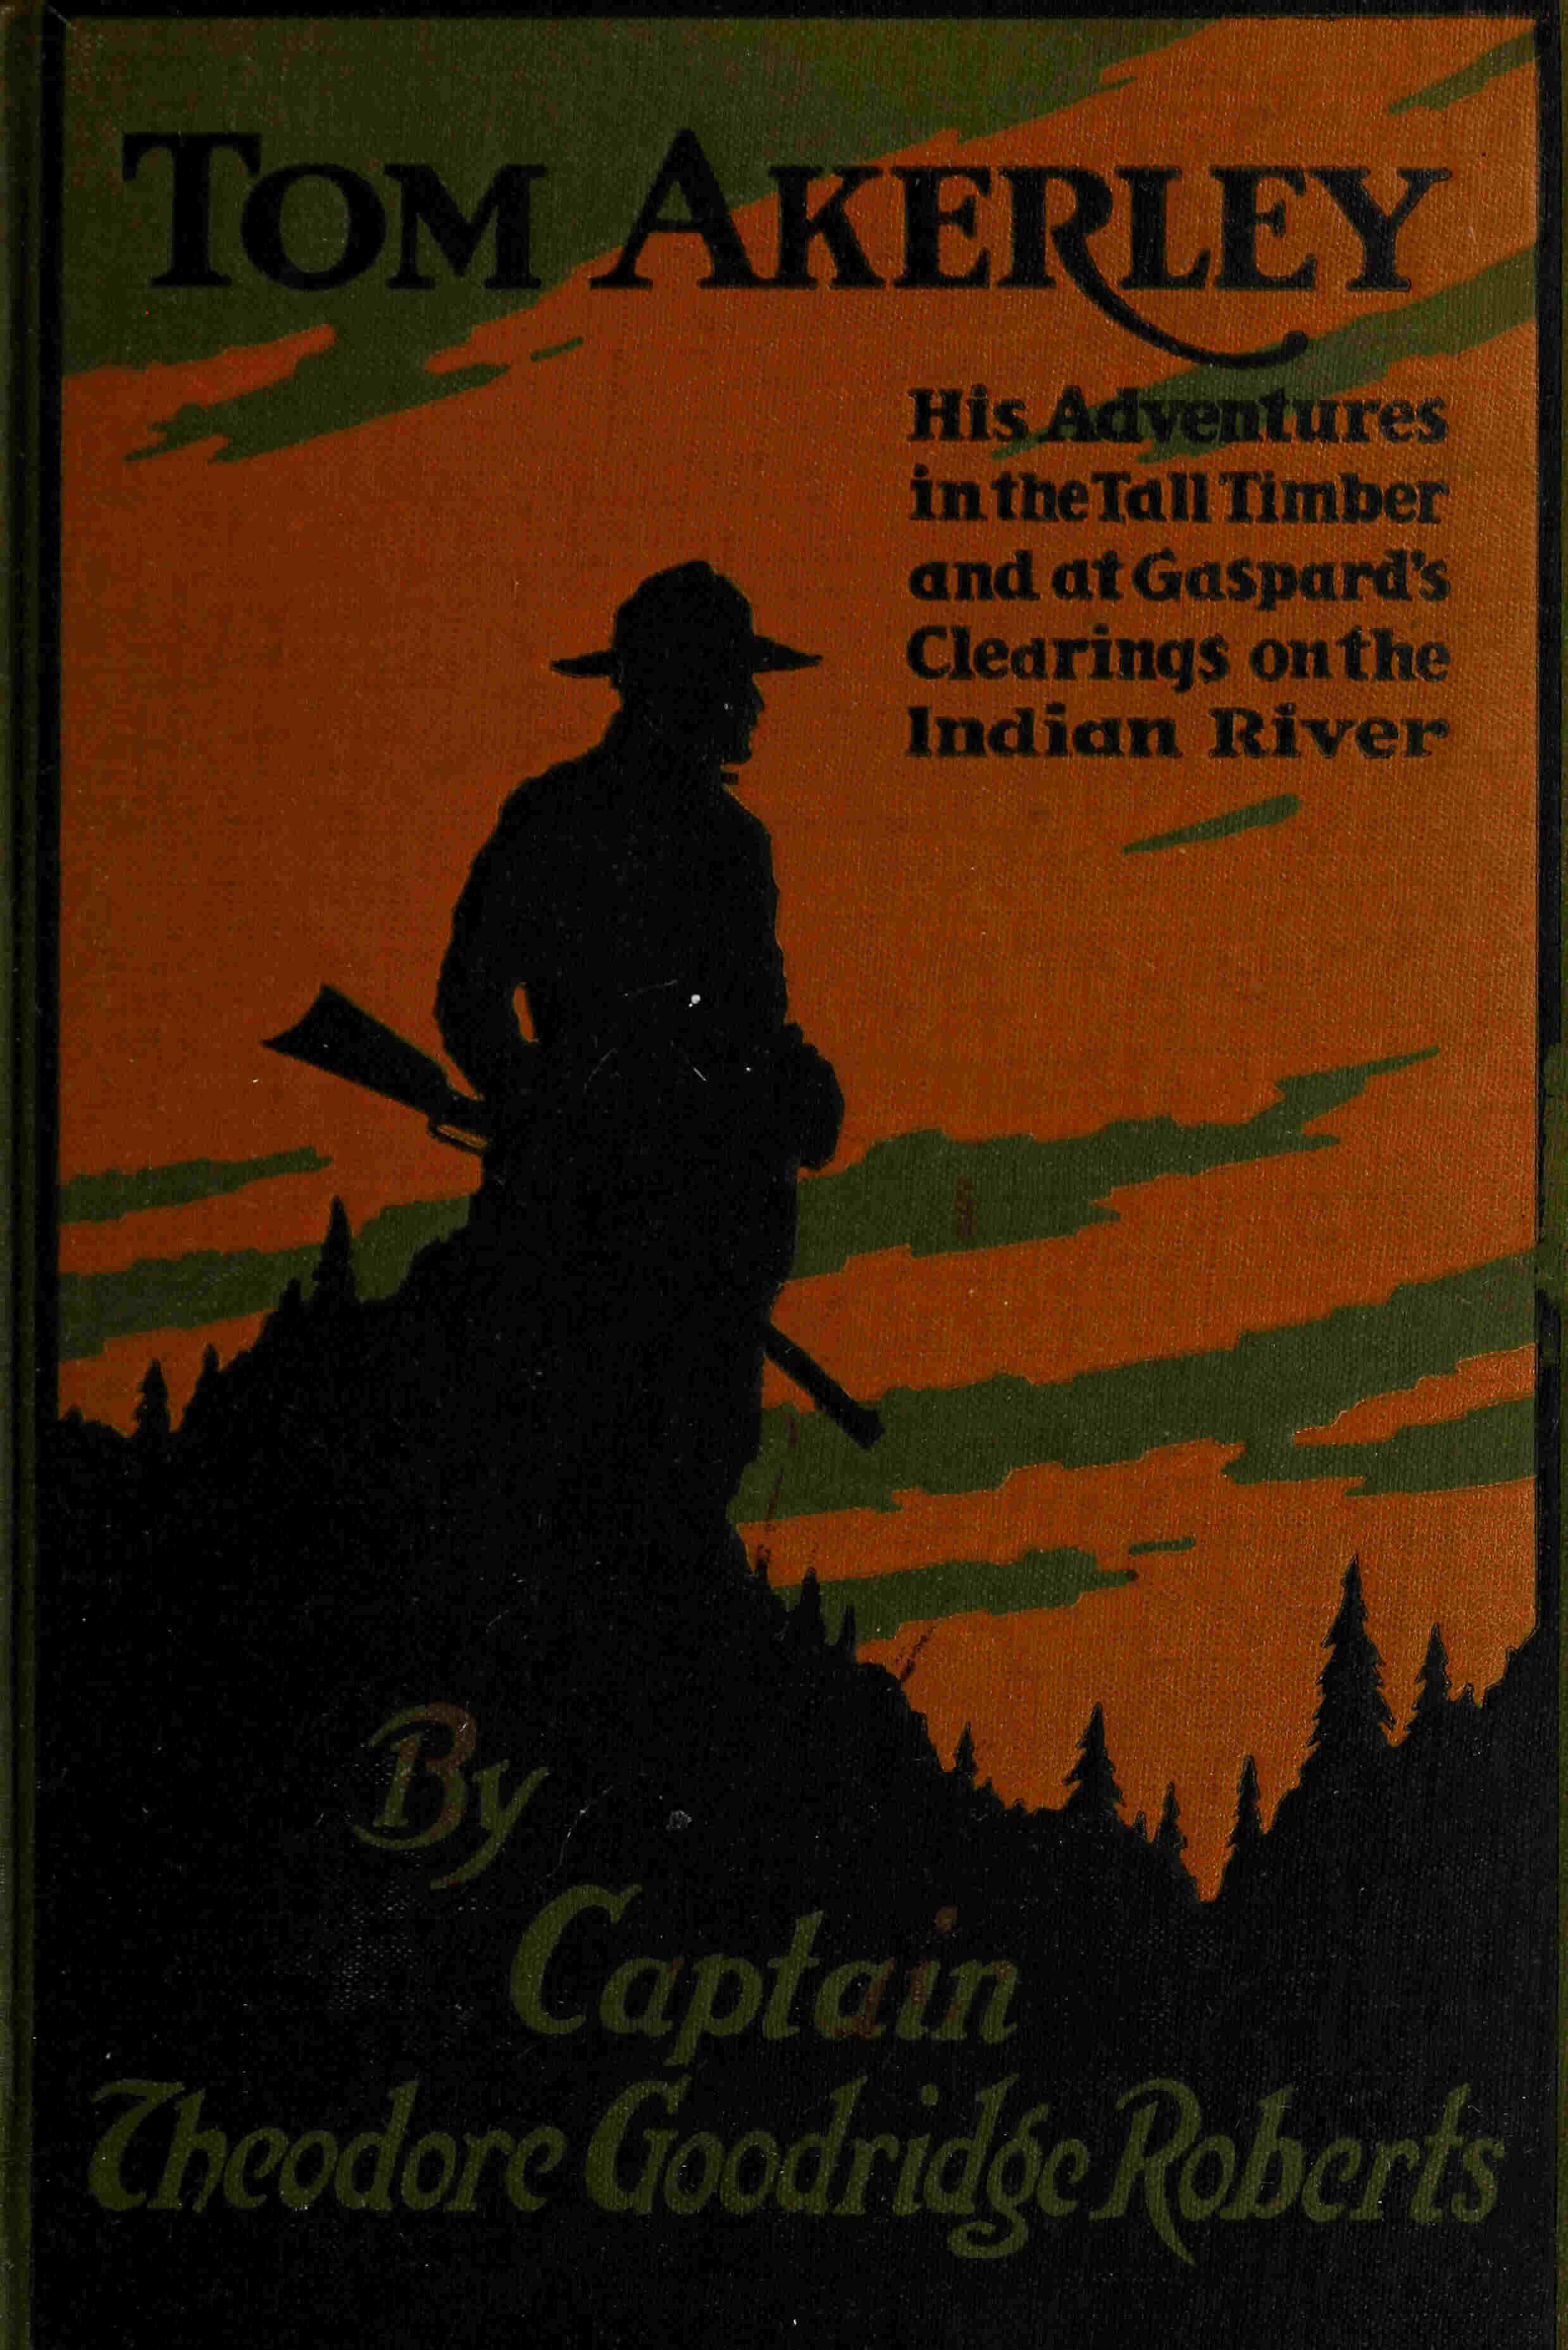 TOM AKERLEY
His Adventures
in the Tall Timber
and at Gaspard's
Clearings on the
Indian River
By
Captain
Theodore Goodridge Roberts